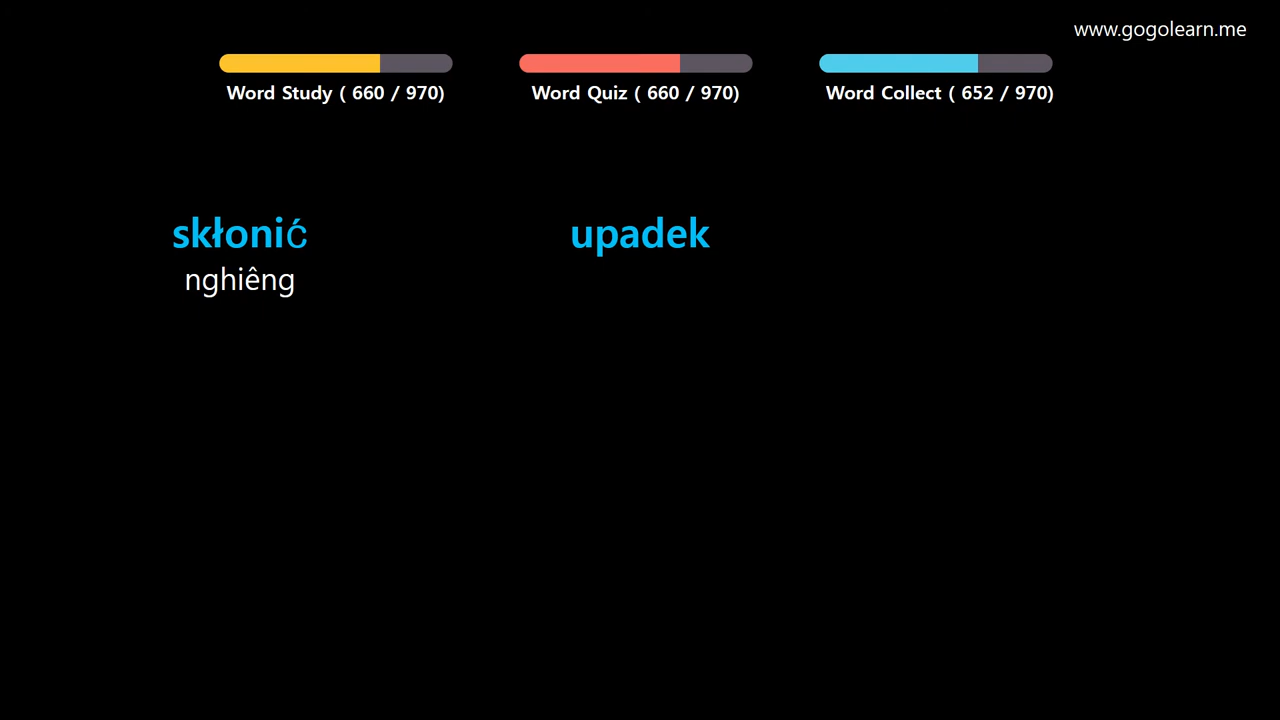 www.gogolearn.me
Word Study ( 660 / 970)
Word Quiz ( 660 / 970)
Word Collect ( 652 / 970)
skłonić
nghiêng
upadek